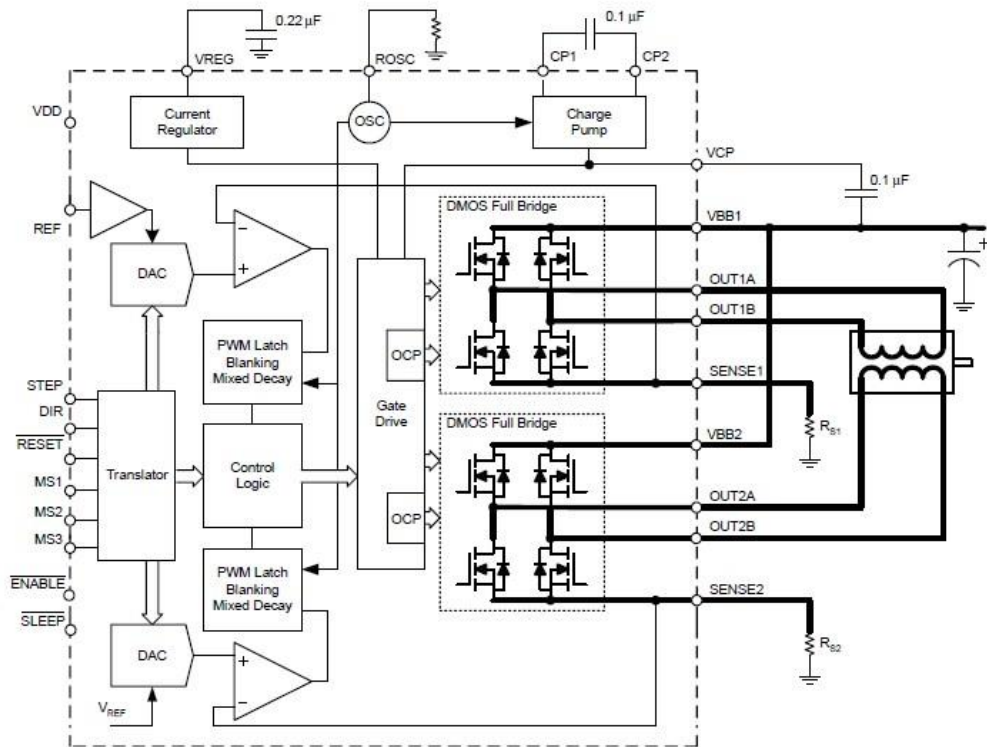 0.22 µF
0.1 µF
VREG
ROSC
CP1
CP2
VDD
Current
Regulator
OSC
Charge
Pump
VCP
0.1 µF
REF
DAC
−
+
DMOS Full Bridge
VBB1
+
OUT1A
OUT1B
PWM Latch
Blanking
Mixed Decay
OCP
Gate
Drive
SENSE1
RS1
STEP
DIR
RESET
MS1
MS2
MS3
Translator
Control
Logic
DMOS Full Bridge
VBB2
OUT2A
OCP
OUT2B
ENABLE
SLEEP
PWM Latch
Blanking
Mixed Decay
SENSE2
RS2
DAC
+
−
VREF